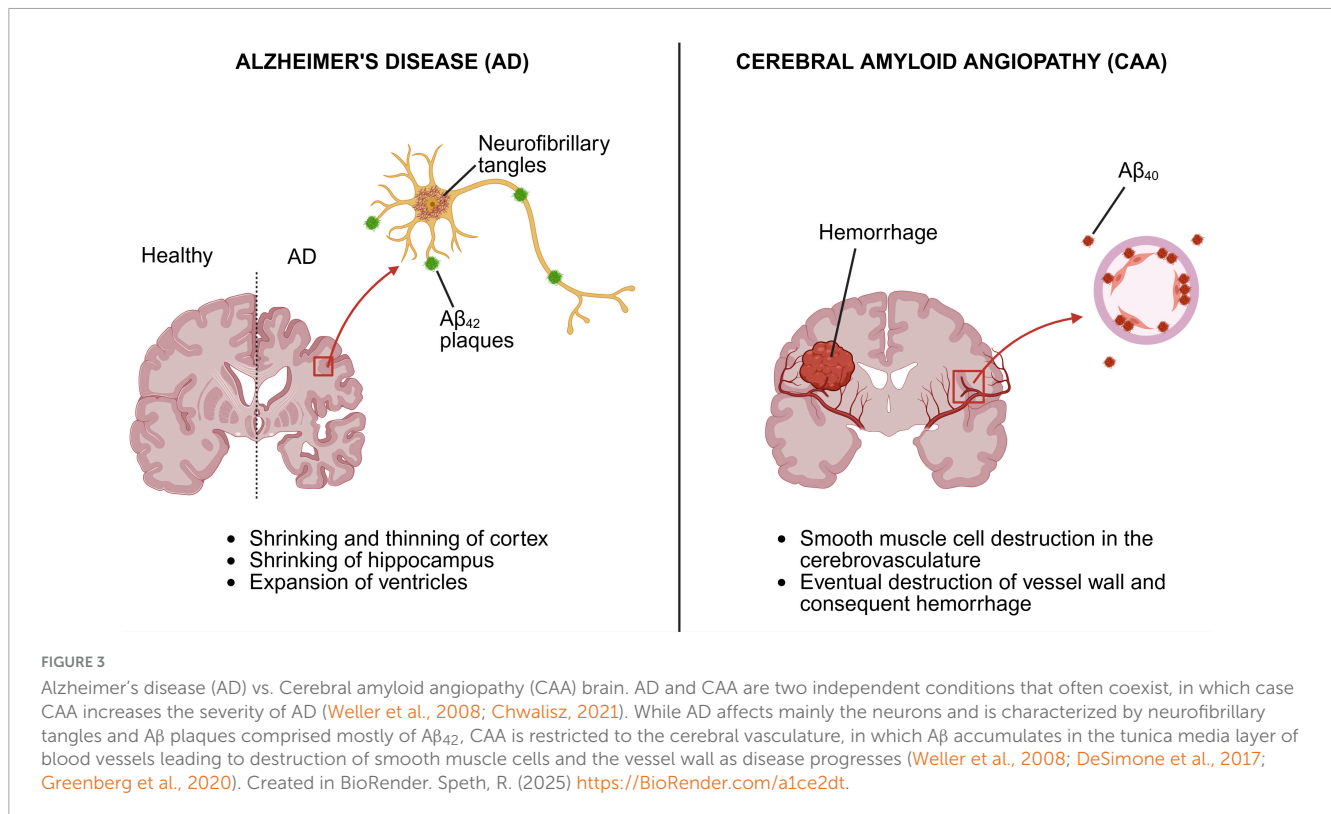 ALZHEIMER'S DISEASE (AD)
Neurofibrillary
tangles
Healthy
AD
Aβ₄₂
plaques
• Shrinking and thinning of cortex
• Shrinking of hippocampus
• Expansion of ventricles
CEREBRAL AMYLOID ANGIOPATHY (CAA)
Aβ₄₀
Hemorrhage
• Smooth muscle cell destruction in the
cerebrovasculature
• Eventual destruction of vessel wall and
consequent hemorrhage
FIGURE 3
Alzheimer's disease (AD) vs. Cerebral amyloid angiopathy (CAA) brain. AD and CAA are two independent conditions that often coexist, in which case
CAA increases the severity of AD (Weller et al., 2008; Chwalisz, 2021). While AD affects mainly the neurons and is characterized by neurofibrillary
tangles and Aβ plaques comprised mostly of Aβ₄₂, CAA is restricted to the cerebral vasculature, in which Aβ accumulates in the tunica media layer of
blood vessels leading to destruction of smooth muscle cells and the vessel wall as disease progresses (Weller et al., 2008; DeSimone et al., 2017;
Greenberg et al., 2020). Created in BioRender. Speth, R. (2025) https://BioRender.com/a1ce2dt.